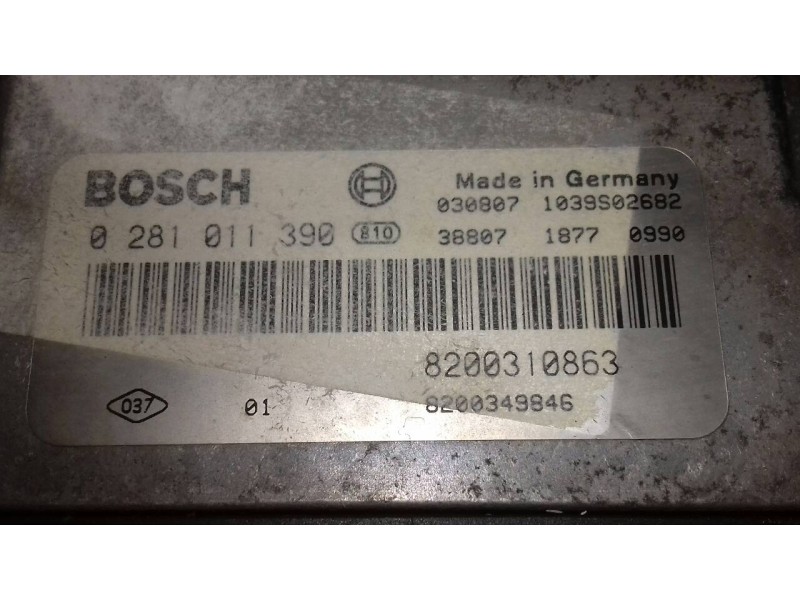 BOSCH
Made in Germany
030807 1039S02682
0 281 011 390 810
38807 1877 0990
8200310863
037 01 8200349846